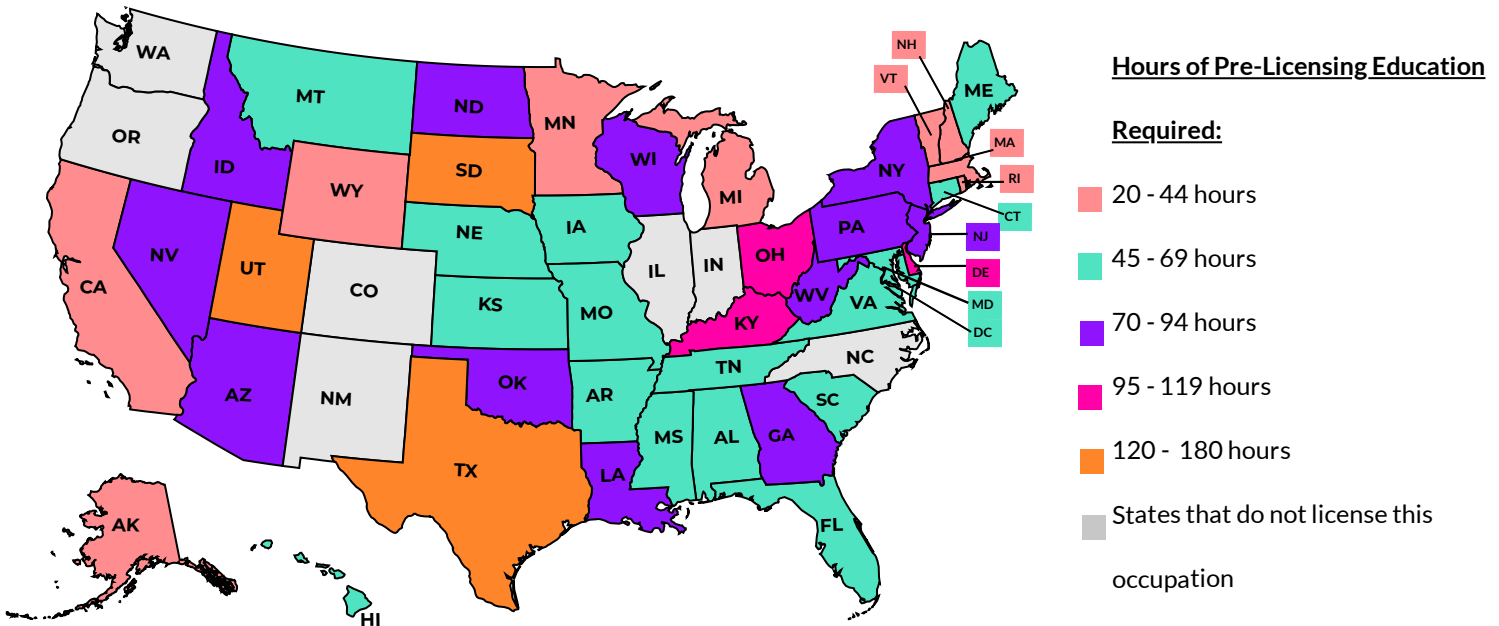 WA
MT
ND
MN
OR
ID
WY
SD
WI
MI
NH
VT
ME
NY
MA
RI
CT
NJ
PA
NV
UT
CO
NE
IA
IL
IN
OH
DE
MD
DC
CA
KS
MO
KY
WV
VA
AZ
NM
OK
AR
TN
NC
SC
TX
LA
MS
AL
GA
FL
AK
HI
Hours of Pre-Licensing Education
Required:
20 - 44 hours
45 - 69 hours
70 - 94 hours
95 - 119 hours
120 - 180 hours
States that do not license this
occupation